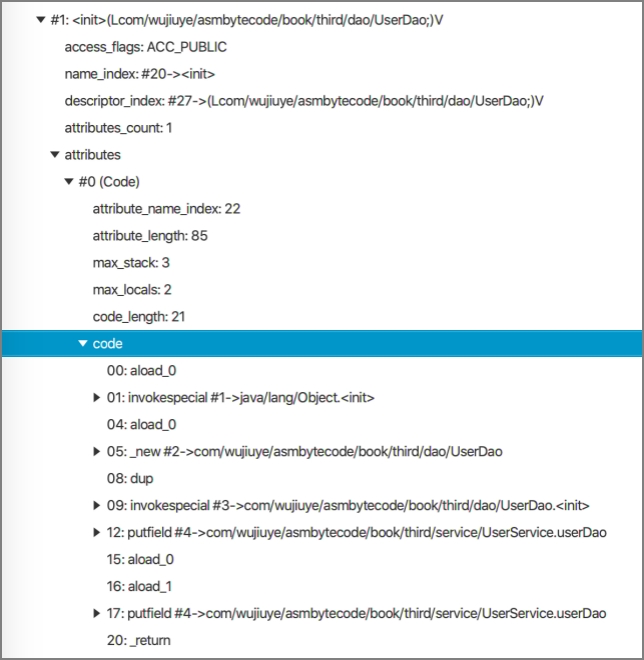 ▼ #1: <init>(Lcom/wujiuye/asmbytecode/book/third/dao/UserDao;)V
access_flags: ACC_PUBLIC
name_index: #20-><init>
descriptor_index: #27->(Lcom/wujiuye/asmbytecode/book/third/dao/UserDao;)V
attributes_count: 1
▼ attributes
▼ #0 (Code)
attribute_name_index: 22
attribute_length: 85
max_stack: 3
max_locals: 2
code_length: 21
▼ code
00: aload_0
▶ 01: invokespecial #1->java/lang/Object.<init>
04: aload_0
▶ 05: _new #2->com/wujiuye/asmbytecode/book/third/dao/UserDao
08: dup
▶ 09: invokespecial #3->com/wujiuye/asmbytecode/book/third/dao/UserDao.<init>
▶ 12: putfield #4->com/wujiuye/asmbytecode/book/third/service/UserService.userDao
15: aload_0
16: aload_1
▶ 17: putfield #4->com/wujiuye/asmbytecode/book/third/service/UserService.userDao
20: _return